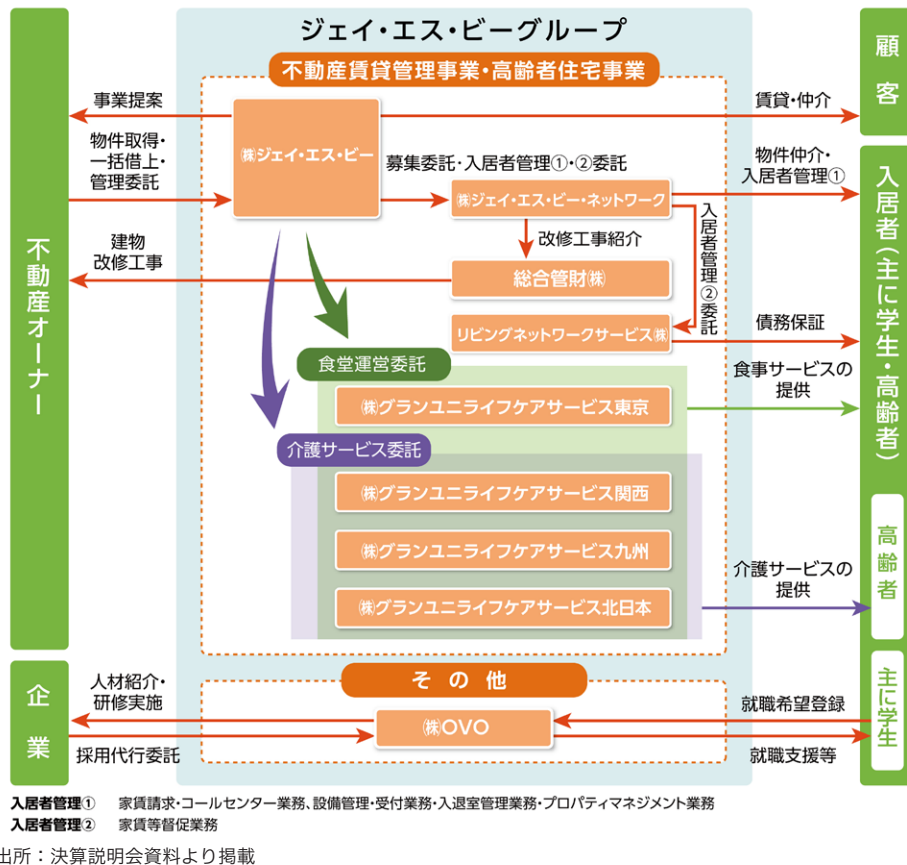 ジェイ・エス・ビーグループ
不動産賃貸管理事業・高齢者住宅事業
不動産オーナー
顧客
事業提案
賃貸・仲介
㈱ジェイ・エス・ビー
物件取得・
一括借上・
管理委託
募集委託・入居者管理①・②委託
物件仲介・
入居者管理①
㈱ジェイ・エス・ビー・ネットワーク
入居者(主に学生・高齢者)
改修工事紹介
入居者管理②委託
建物
改修工事
総合管財㈱
リビングネットワークサービス㈱
債務保証
食堂運営委託
食事サービスの
提供
㈱グランユニライフケアサービス東京
介護サービス委託
㈱グランユニライフケアサービス関西
㈱グランユニライフケアサービス九州
㈱グランユニライフケアサービス北日本
介護サービスの
提供
高齢者
その他
企業
人材紹介・
研修実施
採用代行委託
㈱OVO
就職希望登録
就職支援等
主に学生
入居者管理① 家賃請求・コールセンター業務、設備管理・受付業務・入退室管理業務・プロパティマネジメント業務
入居者管理② 家賃等督促業務
出所：決算説明会資料より掲載